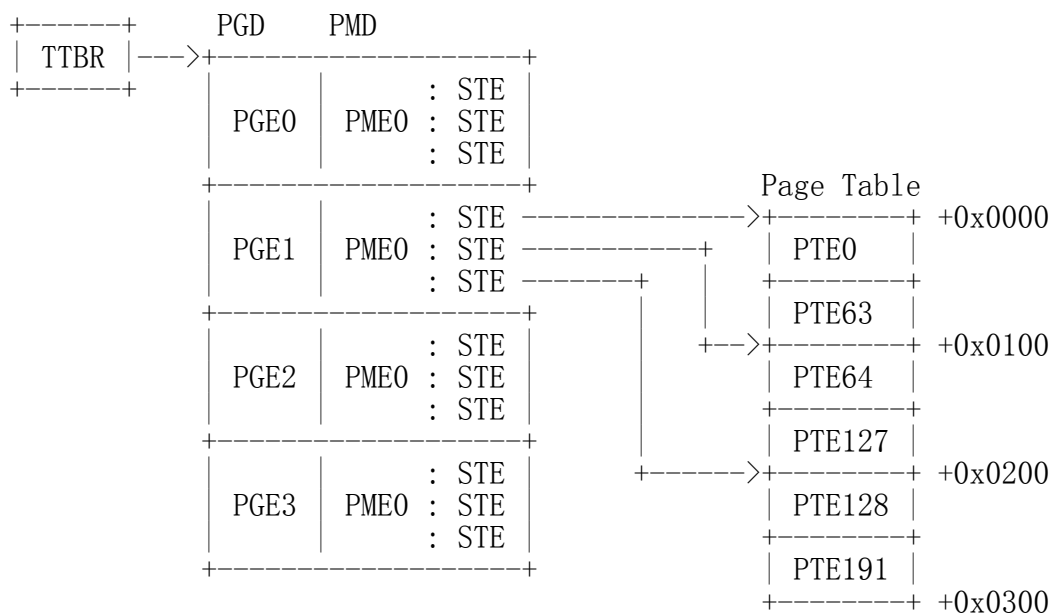 PGD PMD
TTBR
: STE
PGE0 PME0 : STE
: STE
Page Table
: STE +0x0000
PGE1 PME0 : STE PTE0
: STE
PTE63
: STE +0x0100
PGE2 PME0 : STE PTE64
: STE
PTE127
: STE +0x0200
PGE3 PME0 : STE PTE128
: STE
PTE191
+0x0300